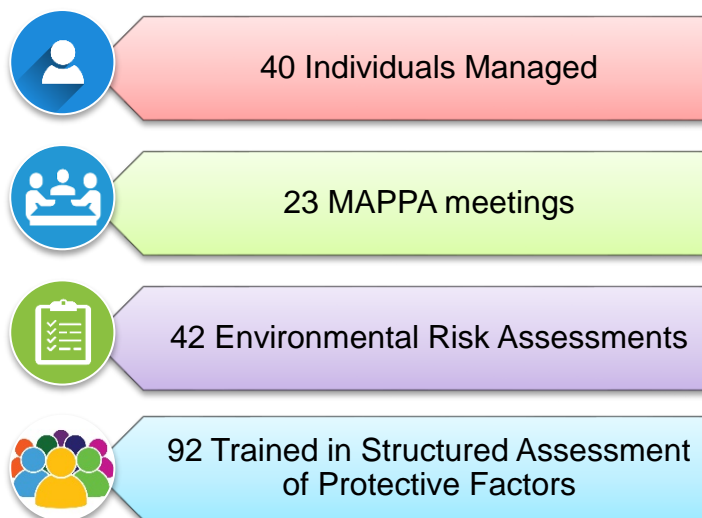 40 Individuals Managed
23 MAPPA meetings
42 Environmental Risk Assessments
92 Trained in Structured Assessment
of Protective Factors